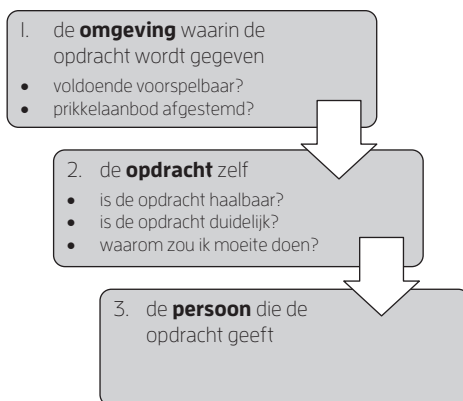 1. de omgeving waarin de
opdracht wordt gegeven
• voldoende voorspelbaar?
• prikkelaanbod afgestemd?
2. de opdracht zelf
• is de opdracht haalbaar?
• is de opdracht duidelijk?
• waarom zou ik moeite doen?
3. de persoon die de
opdracht geeft